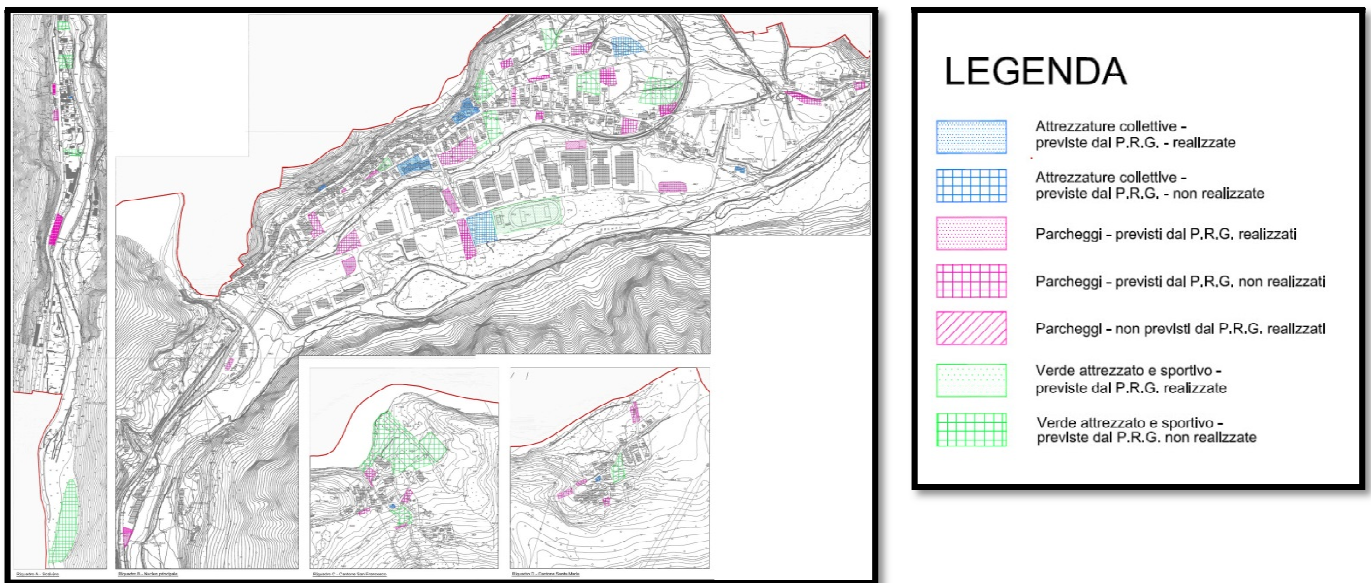 LEGENDA
Attrezzature collettive -
previste dal P.R.G. - realizzate
Attrezzature collettive -
previste dal P.R.G. - non realizzate
Parcheggi - previsti dal P.R.G. realizzati
Parcheggi - previsti dal P.R.G. non realizzati
Parcheggi - non previsti dal P.R.G. realizzati
Verde attrezzato e sportivo -
previste dal P.R.G. realizzate
Verde attrezzato e sportivo -
previste dal P.R.G. non realizzate